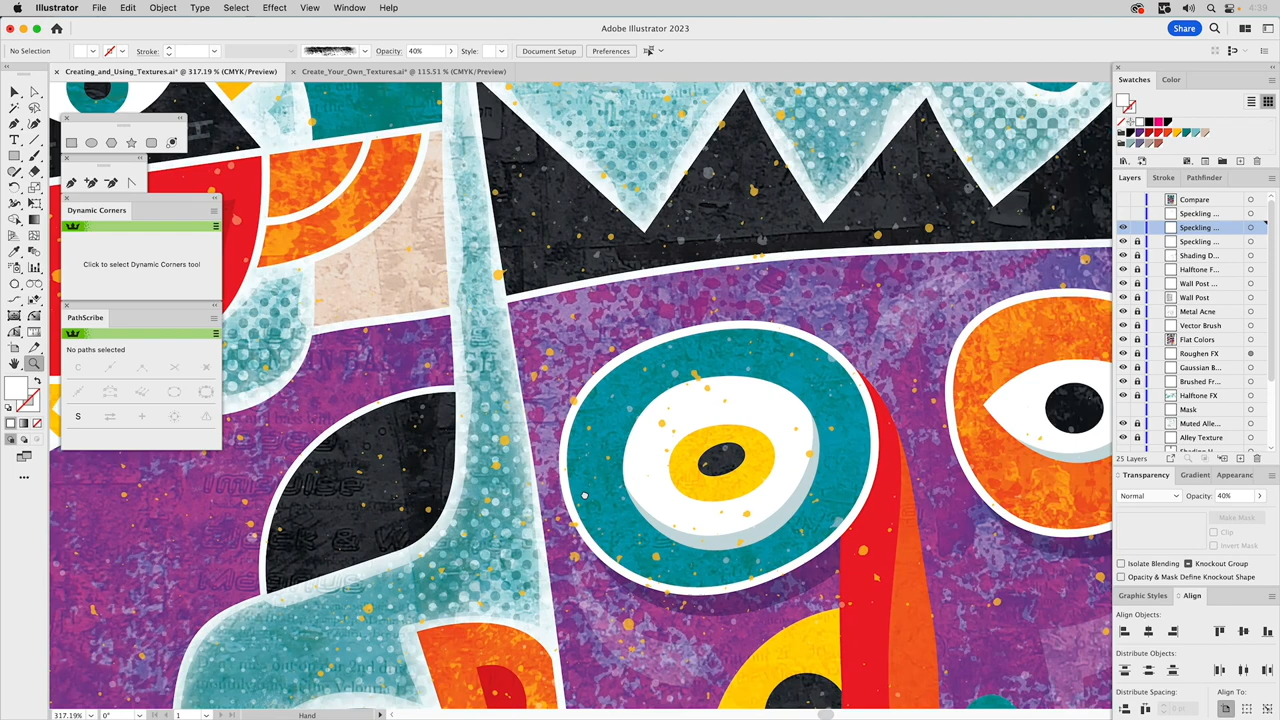 Illustrator File Edit Object Type Select Effect View Window Help 4:39
Adobe Illustrator 2023
Share
No Selection Stroke: Opacity: 40% Style: Document Setup Preferences
× Creating_and_Using_Textures.ai* @ 317.19 % (CMYK/Preview) × Create_Your_Own_Textures.ai* @ 115.51 % (CMYK/Preview)
Dynamic Corners
Click to select Dynamic Corners tool
PathScribe
No paths selected
C
S
Impulse
Meanus
Swatches Color
Layers Stroke Pathfinder
Compare
Speckling ...
Speckling ...
Speckling ...
Shading D...
Halftone F...
Wall Post ...
Wall Post
Metal Acne
Vector Brush
Flat Colors
Roughen FX
Gaussian B...
Brushed Fr...
Halftone FX
Mask
Muted Alle...
Alley Texture
25 Layers
Transparency Gradient Appearanc
Normal Opacity: 40%
Make Mask
Clip
Invert Mask
Isolate Blending Knockout Group
Opacity & Mask Define Knockout Shape
Graphic Styles Align
Align Objects:
Distribute Objects:
Distribute Spacing: Align To:
0 px
317.19% 0° 1 Hand